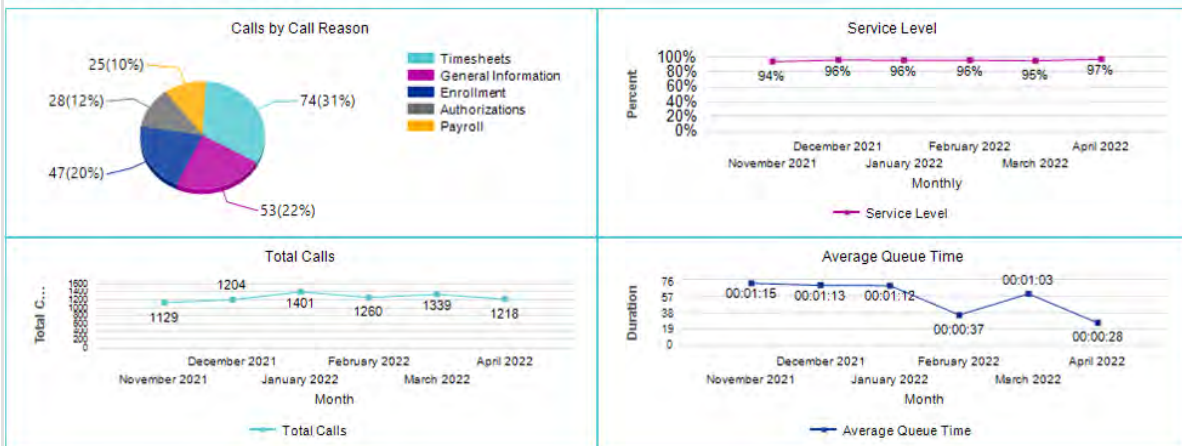 Calls by Call Reason
25(10%)
28(12%)
47(20%)
74(31%)
53(22%)
Timesheets
General Information
Enrollment
Authorizations
Payroll
Service Level
Percent
100%
80%
60%
40%
20%
0%
94%
96%
96%
96%
95%
97%
December 2021
February 2022
April 2022
November 2021
January 2022
March 2022
Monthly
Service Level
Total Calls
Total C...
1600
1400
1200
1000
800
600
400
200
0
1129
1204
1401
1260
1339
1218
December 2021
February 2022
April 2022
November 2021
January 2022
March 2022
Month
Total Calls
Average Queue Time
Duration
76
57
38
19
0
00:01:15
00:01:13
00:01:12
00:00:37
00:01:03
00:00:28
December 2021
February 2022
April 2022
November 2021
January 2022
March 2022
Month
Average Queue Time